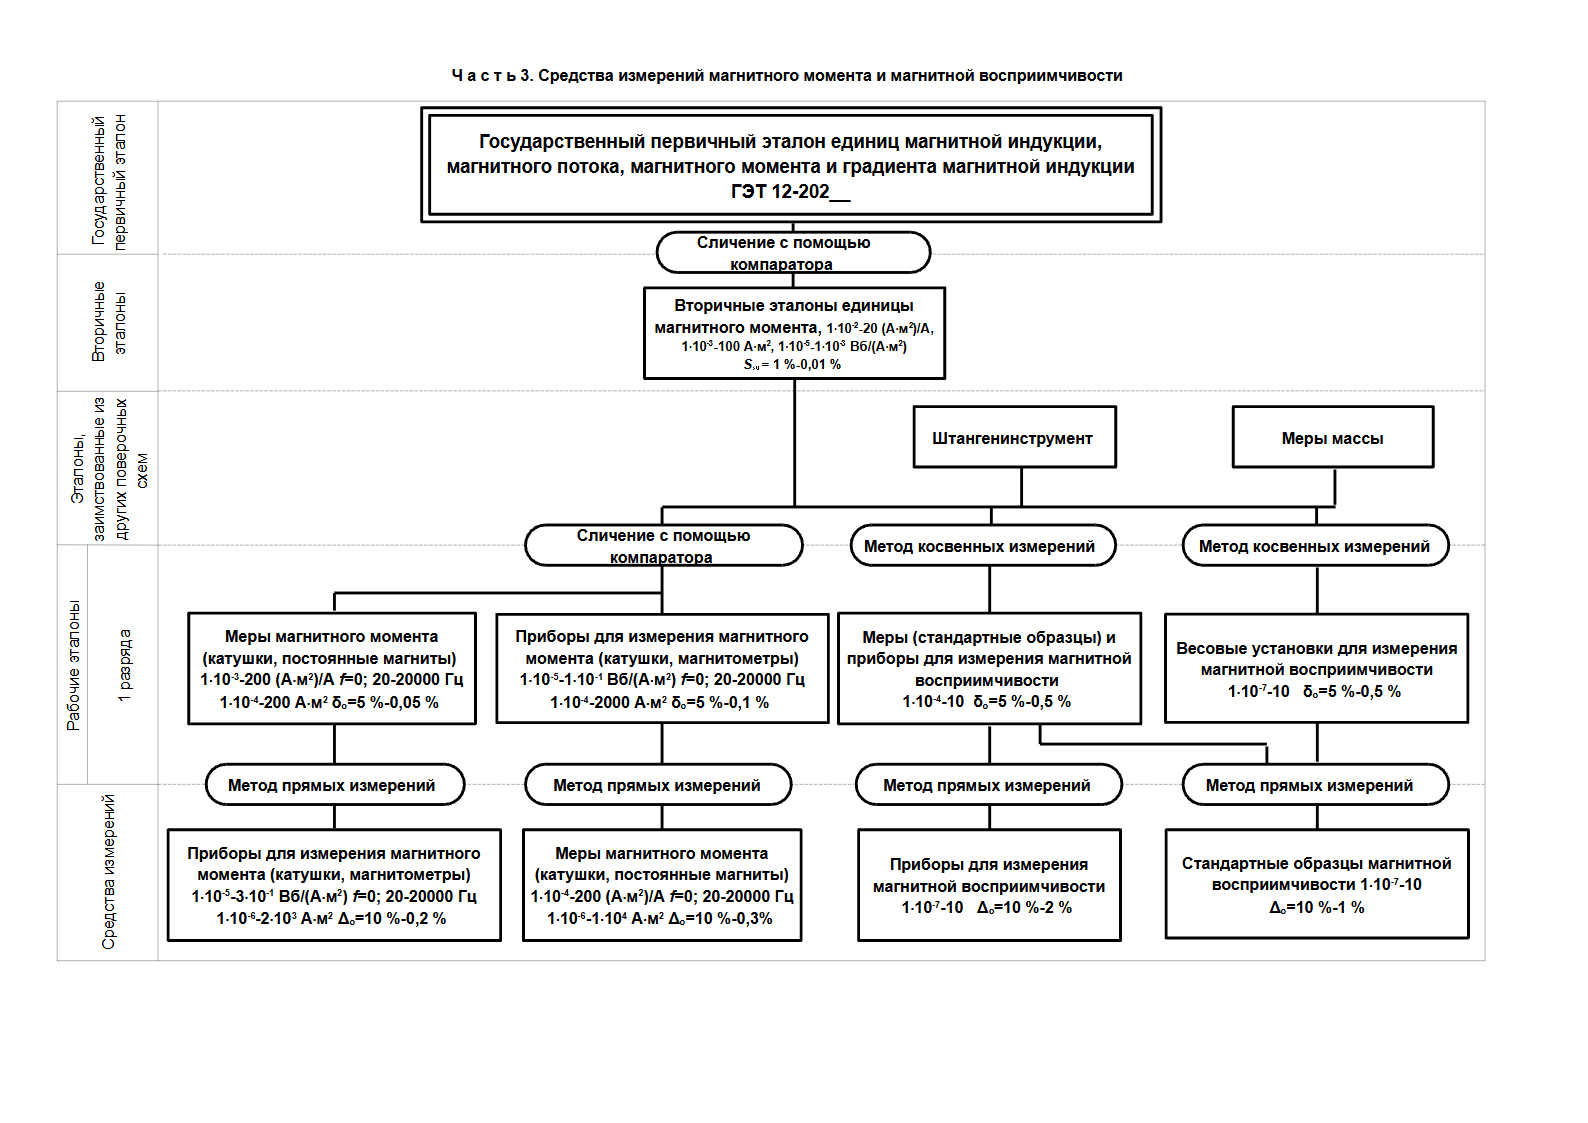 Ч а с т ь 3. Средства измерений магнитного момента и магнитной восприимчивости
Государственный
первичный эталон
Государственный первичный эталон единиц магнитной индукции,
магнитного потока, магнитного момента и градиента магнитной индукции
ГЭТ 12-202__
Сличение с помощью
компаратора
Вторичные
эталоны
Вторичные эталоны единицы
магнитного момента, 1·10⁻²-20 (А·м²)/А,
1·10⁻³-100 А·м², 1·10⁻⁵-1·10⁻³ Вб/(А·м²)
= 1 %-0,01 %
Эталоны,
заимствованные из
других поверочных
схем
Штангенинструмент
Меры массы
Сличение с помощью
компаратора
Метод косвенных измерений
Метод косвенных измерений
Рабочие эталоны
1 разряда
Меры магнитного момента
(катушки, постоянные магниты)
1·10⁻³-200 (А·м²)/А f=0; 20-20000 Гц
1·10⁻⁴-200 А·м² δₒ=5 %-0,05 %
Приборы для измерения магнитного
момента (катушки, магнитометры)
1·10⁻⁵-1·10⁻¹ Вб/(А·м²) f=0; 20-20000 Гц
1·10⁻⁴-2000 А·м² δₒ=5 %-0,1 %
Меры (стандартные образцы) и
приборы для измерения магнитной
восприимчивости
1·10⁻⁴-10 δₒ=5 %-0,5 %
Весовые установки для измерения
магнитной восприимчивости
1·10⁻⁷-10 δₒ=5 %-0,5 %
Метод прямых измерений
Метод прямых измерений
Метод прямых измерений
Метод прямых измерений
Средства измерений
Приборы для измерения магнитного
момента (катушки, магнитометры)
1·10⁻⁵-3·10⁻¹ Вб/(А·м²) f=0; 20-20000 Гц
1·10⁻⁶-2·10³ А·м² Δₒ=10 %-0,2 %
Меры магнитного момента
(катушки, постоянные магниты)
1·10⁻⁴-200 (А·м²)/А f=0; 20-20000 Гц
1·10⁻⁶-1·10⁴ А·м² Δₒ=10 %-0,3%
Приборы для измерения
магнитной восприимчивости
1·10⁻⁷-10 Δₒ=10 %-2 %
Стандартные образцы магнитной
восприимчивости 1·10⁻⁷-10
Δₒ=10 %-1 %